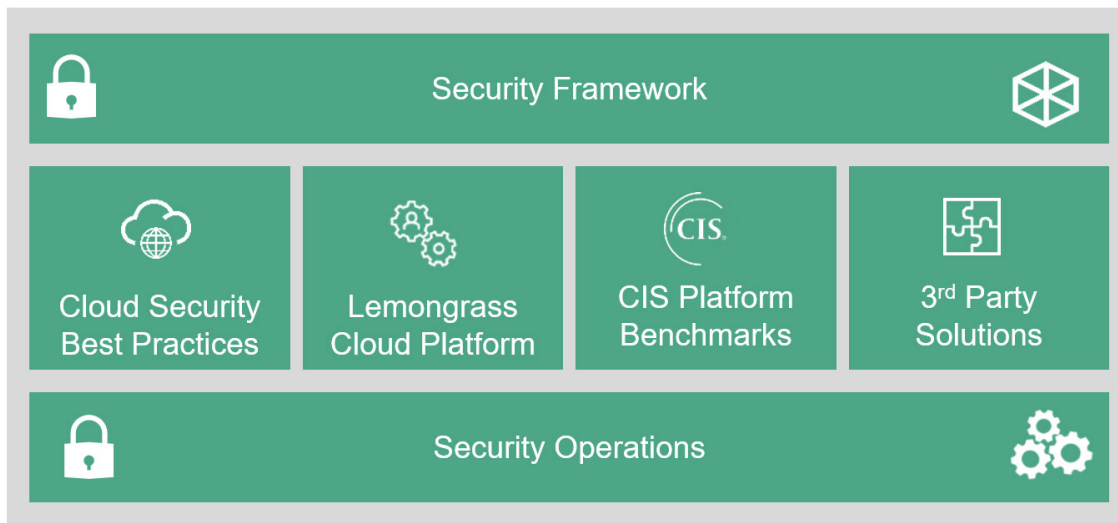 Security Framework
Cloud Security
Best Practices
Lemongrass
Cloud Platform
CIS.
CIS Platform
Benchmarks
3rd Party
Solutions
Security Operations